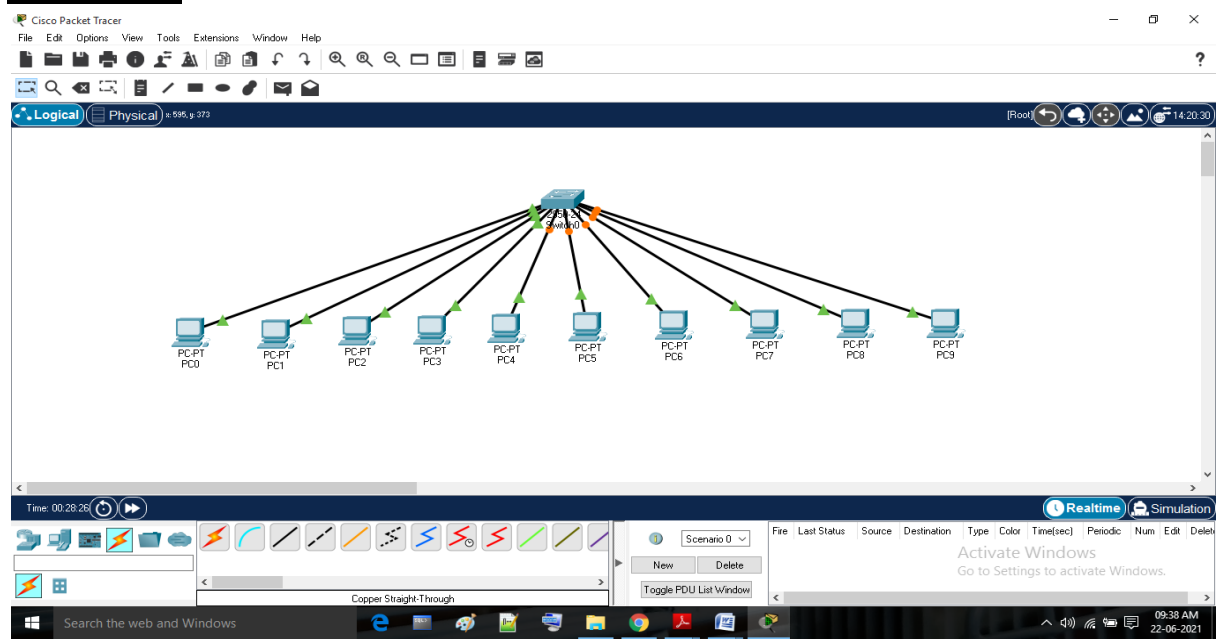 Cisco Packet Tracer
File Edit Options View Tools Extensions Window Help
?
Logical Physical x: 595, y: 373 [Root] 14:20:30
Switch0
PC-PT PC-PT PC-PT PC-PT PC-PT PC-PT PC-PT PC-PT PC-PT PC-PT
PC0 PC1 PC2 PC3 PC4 PC5 PC6 PC7 PC8 PC9
Time: 00:28:26 Realtime Simulation
Scenario 0
Fire Last Status Source Destination Type Color Time(sec) Periodic Num Edit Delet
New Delete
Toggle PDU List Window
Activate Windows
Go to Settings to activate Windows.
Copper Straight-Through
Search the web and Windows
09:38 AM
22-06-2021